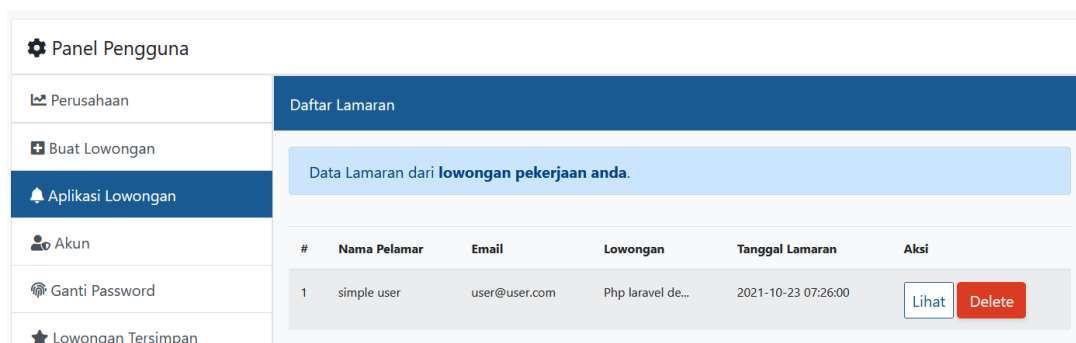 Panel Pengguna
Perusahaan
Buat Lowongan
Aplikasi Lowongan
Akun
Ganti Password
Lowongan Tersimpan
Daftar Lamaran
Data Lamaran dari lowongan pekerjaan anda.
# Nama Pelamar Email Lowongan Tanggal Lamaran Aksi
1 simple user user@user.com Php laravel de... 2021-10-23 07:26:00 Lihat Delete